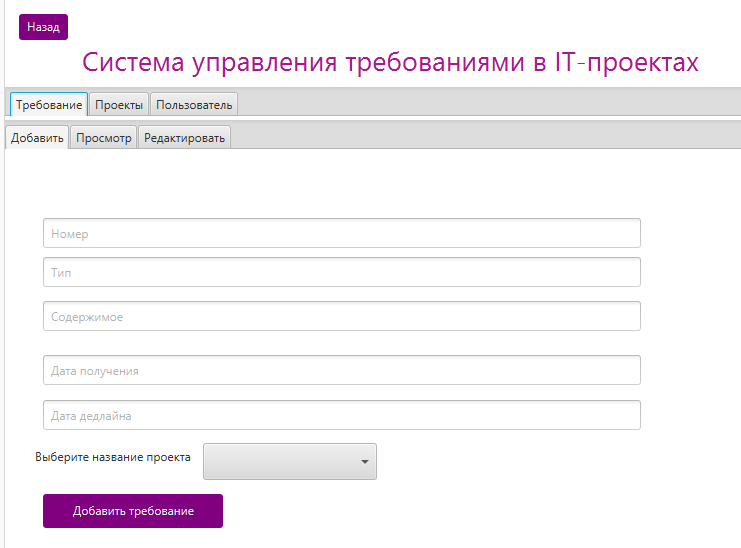 Назад
Система управления требованиями в IT-проектах
Требование Проекты Пользователь
Добавить Просмотр Редактировать
Номер
Тип
Содержимое
Дата получения
Дата дедлайна
Выберите название проекта
Добавить требование